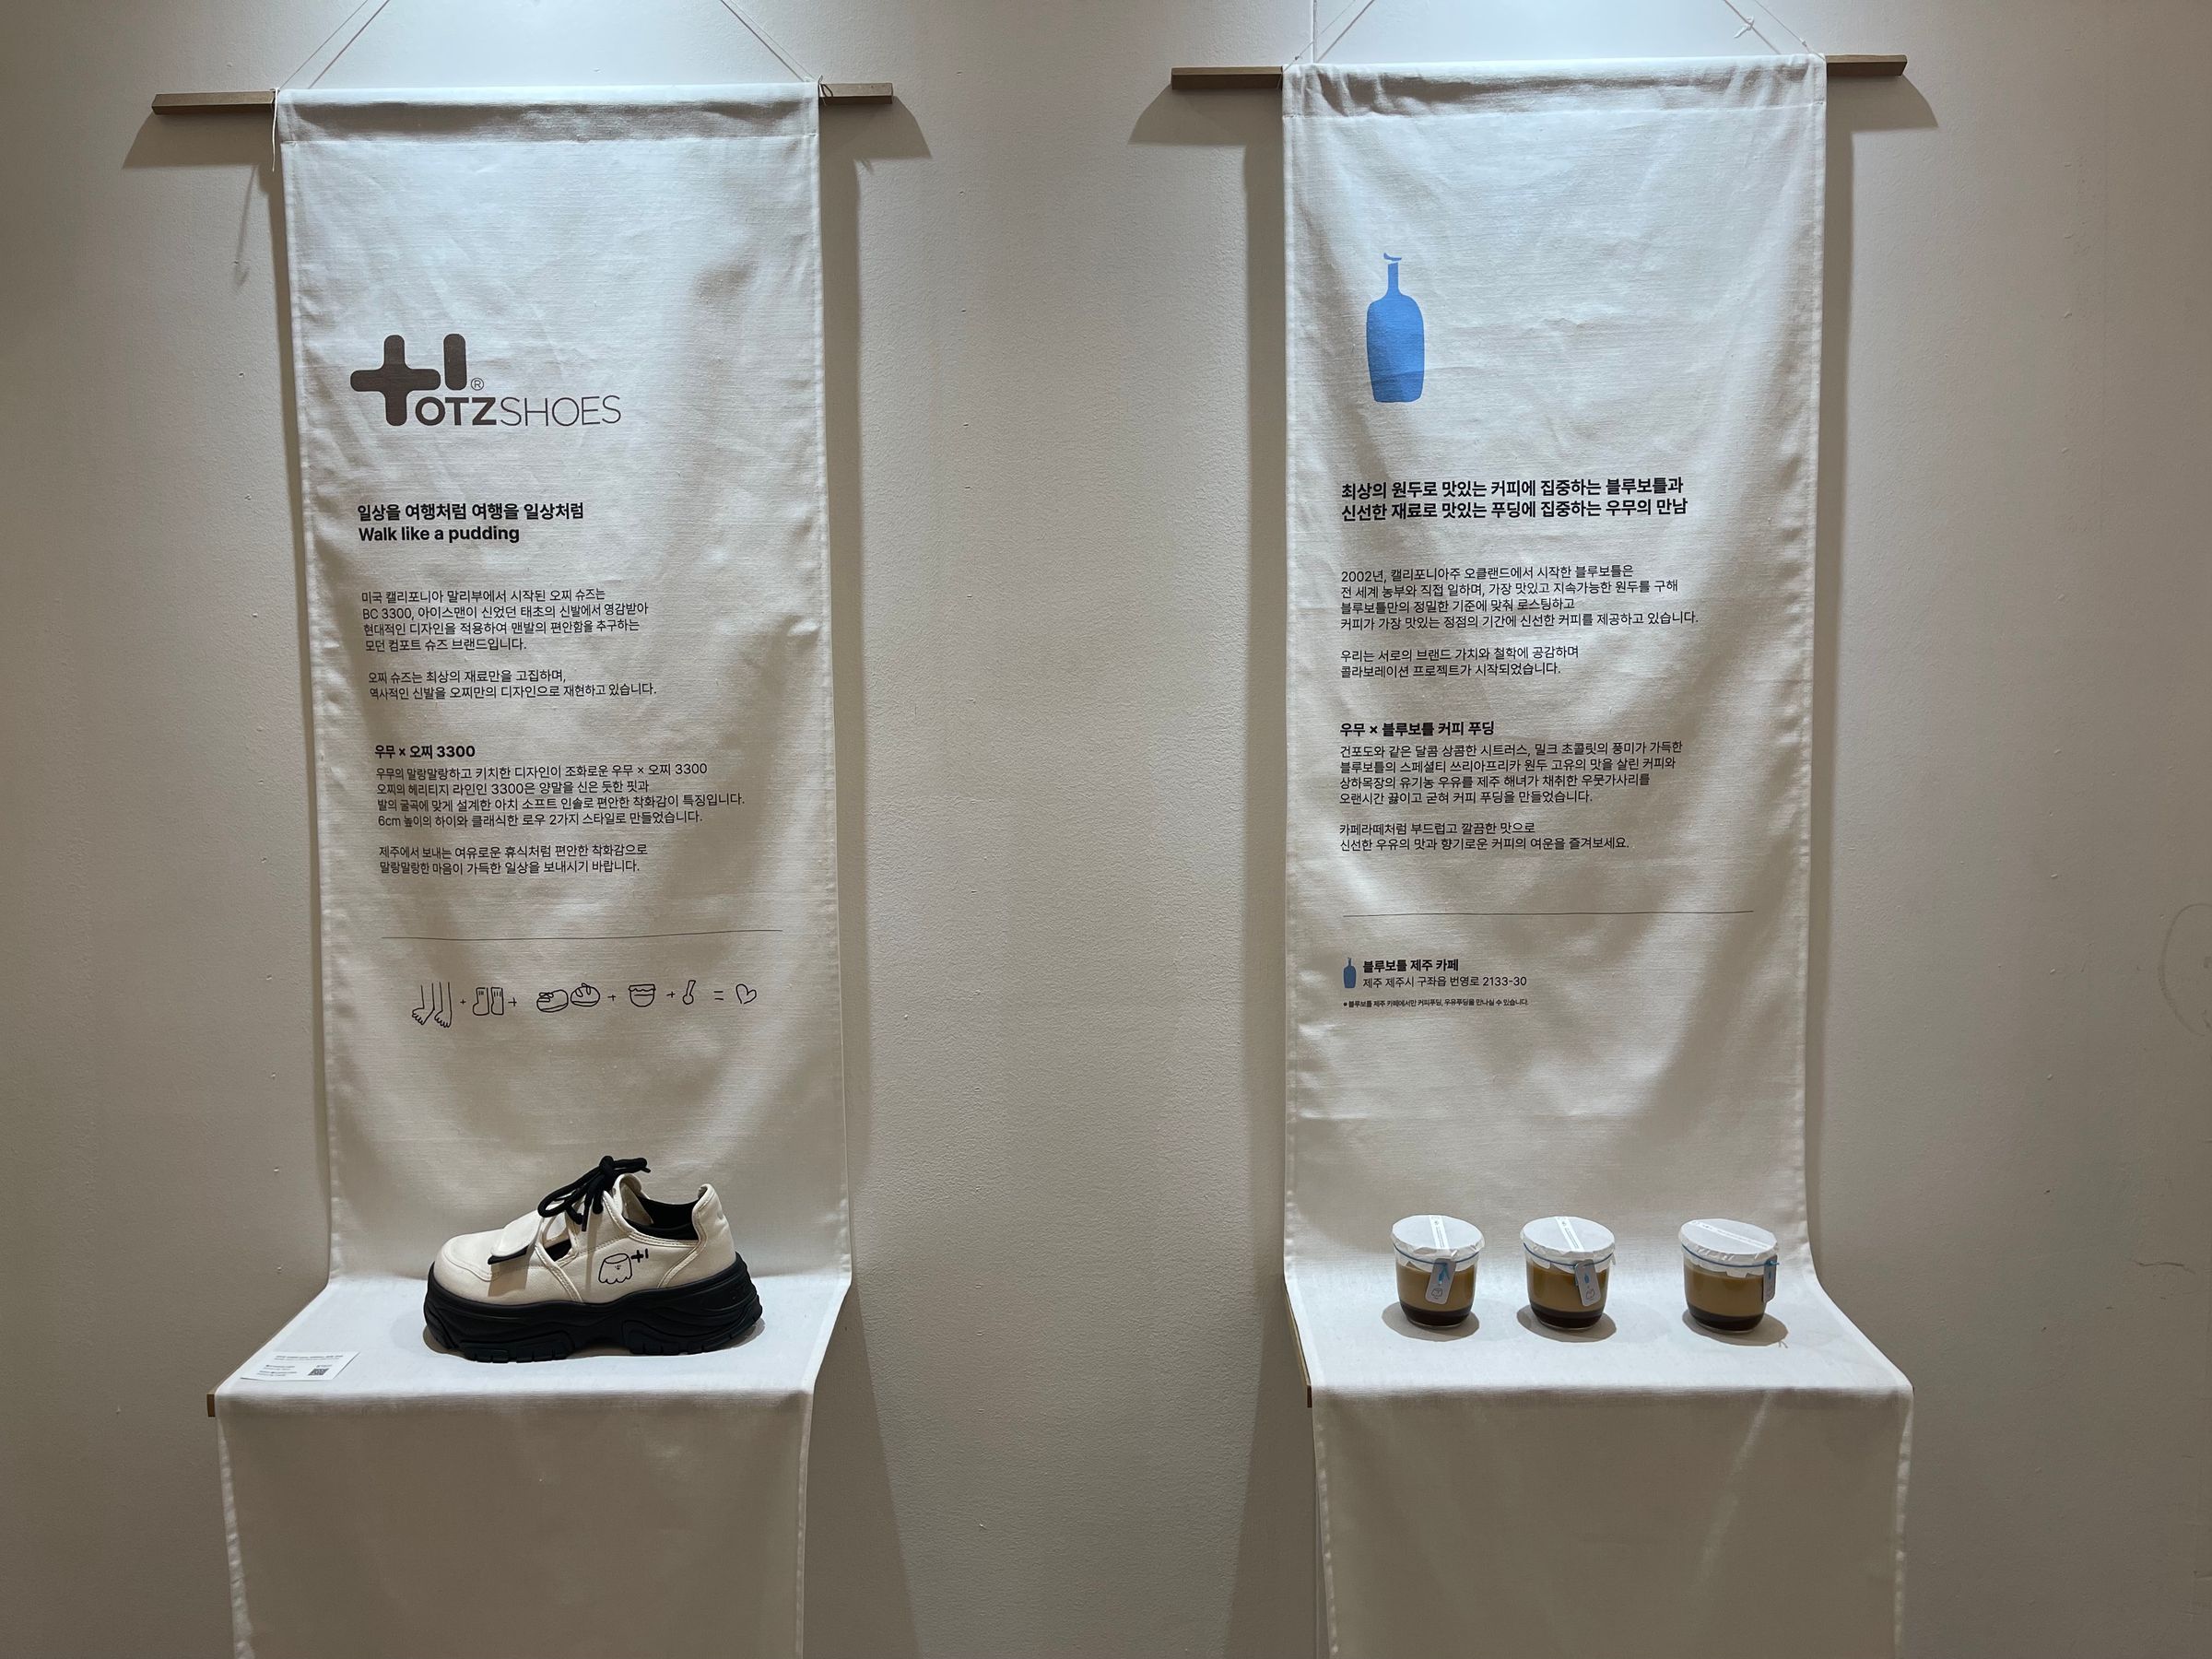 OTZSHOES®
일상을 여행처럼 여행을 일상처럼
Walk like a pudding
미국 캘리포니아 말리부에서 시작된 오찌 슈즈는
BC 3300, 아이스맨이 신었던 태초의 신발에서 영감받아
현대적인 디자인을 적용하여 맨발의 편안함을 추구하는
모던 컴포트 슈즈 브랜드입니다.
오찌 슈즈는 최상의 재료만을 고집하며,
역사적인 신발을 오찌만의 디자인으로 재현하고 있습니다.
우무 × 오찌 3300
우무의 말랑말랑하고 키치한 디자인이 조화로운 우무 × 오찌 3300
오찌의 헤리티지 라인인 3300은 양말을 신은 듯한 핏과
발의 굴곡에 맞게 설계한 아치 소프트 인솔로 편안한 착화감이 특징입니다.
6cm 높이의 하이와 클래식한 로우 2가지 스타일로 만들었습니다.
제주에서 보내는 여유로운 휴식처럼 편안한 착화감으로
말랑말랑한 마음이 가득한 일상을 보내시기 바랍니다.
최상의 원두로 맛있는 커피에 집중하는 블루보틀과
신선한 재료로 맛있는 푸딩에 집중하는 우무의 만남
2002년, 캘리포니아주 오클랜드에서 시작한 블루보틀은
전 세계 농부와 직접 일하며, 가장 맛있고 지속가능한 원두를 구해
블루보틀만의 정밀한 기준에 맞춰 로스팅하고
커피가 가장 맛있는 정점의 기간에 신선한 커피를 제공하고 있습니다.
우리는 서로의 브랜드 가치와 철학에 공감하며
콜라보레이션 프로젝트가 시작되었습니다.
우무 × 블루보틀 커피 푸딩
건포도와 같은 달콤 상콤한 시트러스, 밀크 초콜릿의 풍미가 가득한
블루보틀의 스페셜티 쓰리아프리카 원두 고유의 맛을 살린 커피와
상하목장의 유기농 우유를 제주 해녀가 채취한 우뭇가사리를
오랜시간 끓이고 굳혀 커피 푸딩을 만들었습니다.
카페라떼처럼 부드럽고 깔끔한 맛으로
신선한 우유의 맛과 향기로운 커피의 여운을 즐겨보세요.
블루보틀 제주 카페
제주 제주시 구좌읍 번영로 2133-30
* 블루보틀 제주 카페에서만 커피푸딩, 우유푸딩을 만나실 수 있습니다.